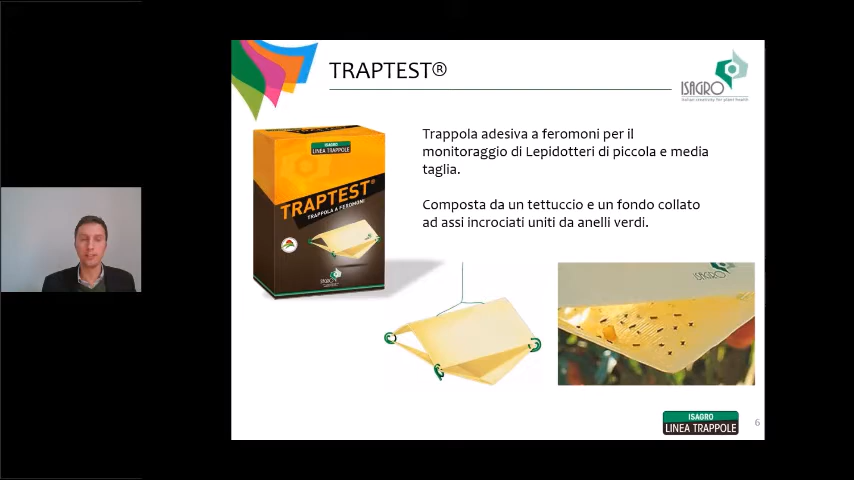 TRAPTEST®
ISAGRO
Italian creativity for plant health
Trappola adesiva a feromoni per il
monitoraggio di Lepidotteri di piccola e media
taglia.
Composta da un tettuccio e un fondo collato
ad assi incrociati uniti da anelli verdi.
ISAGRO
LINEA TRAPPOLE
TRAPTEST®
TRAPPOLA A FEROMONI
ISAGRO
ISAGRO
ISAGRO
LINEA TRAPPOLE
6